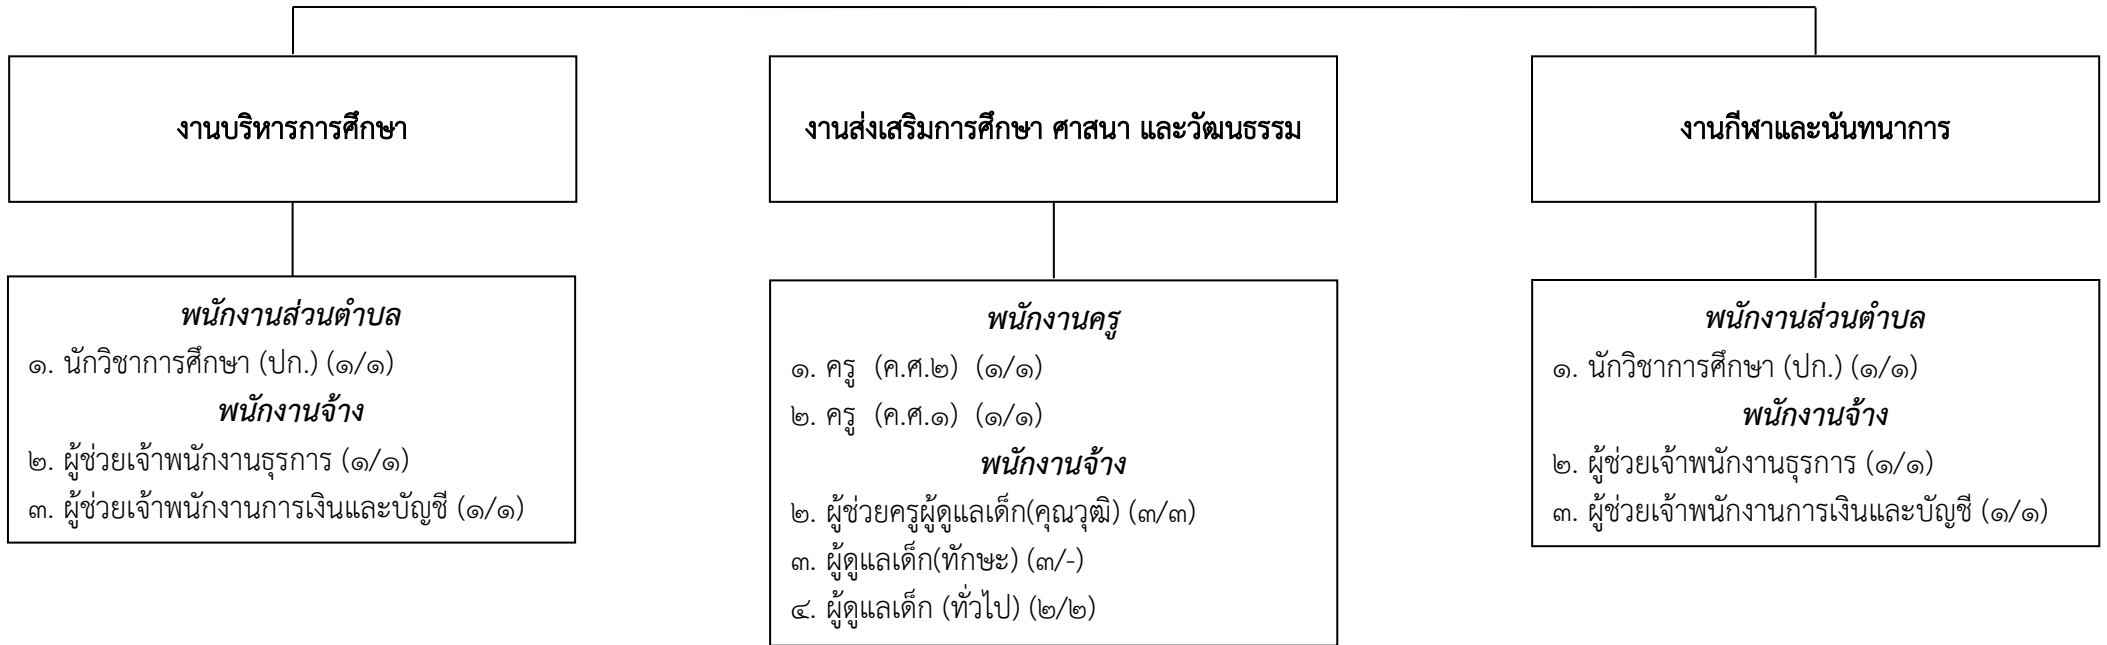 งานบริหารการศึกษา
พนักงานส่วนตำบล
๑. นักวิชาการศึกษา (ปก.) (๑/๑)
พนักงานจ้าง
๒. ผู้ช่วยเจ้าพนักงานธุรการ (๑/๑)
๓. ผู้ช่วยเจ้าพนักงานการเงินและบัญชี (๑/๑)
งานส่งเสริมการศึกษา ศาสนา และวัฒนธรรม
พนักงานครู
๑. ครู (ค.ศ.๒) (๑/๑)
๒. ครู (ค.ศ.๑) (๑/๑)
พนักงานจ้าง
๒. ผู้ช่วยครูผู้ดูแลเด็ก(คุณวุฒิ) (๓/๓)
๓. ผู้ดูแลเด็ก(ทักษะ) (๓/-)
๔. ผู้ดูแลเด็ก (ทั่วไป) (๒/๒)
งานกีฬาและนันทนาการ
พนักงานส่วนตำบล
๑. นักวิชาการศึกษา (ปก.) (๑/๑)
พนักงานจ้าง
๒. ผู้ช่วยเจ้าพนักงานธุรการ (๑/๑)
๓. ผู้ช่วยเจ้าพนักงานการเงินและบัญชี (๑/๑)